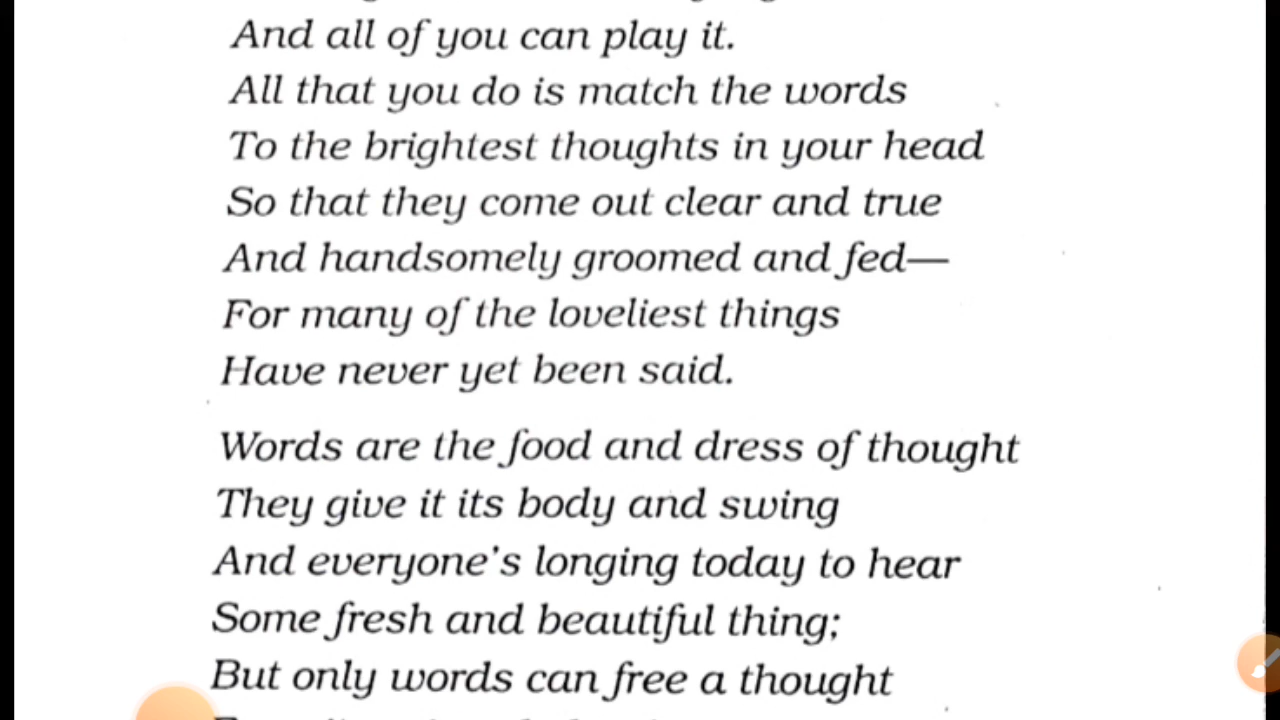 And all of you can play it.
All that you do is match the words
To the brightest thoughts in your head
So that they come out clear and true
And handsomely groomed and fed—
For many of the loveliest things
Have never yet been said.
Words are the food and dress of thought
They give it its body and swing
And everyone's longing today to hear
Some fresh and beautiful thing;
But only words can free a thought